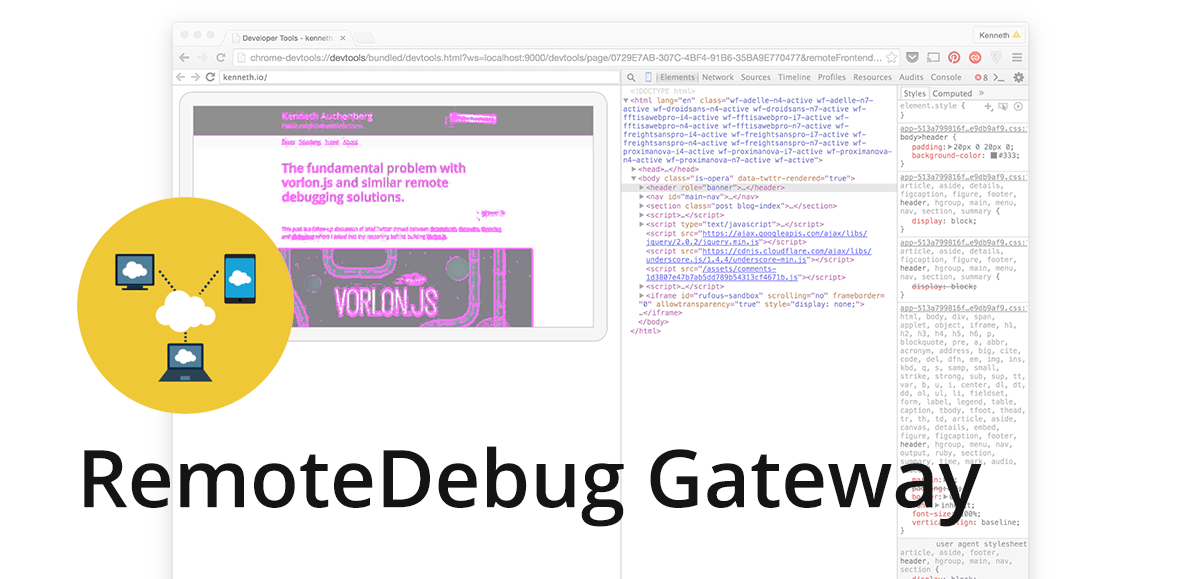 Developer Tools - kenneth.
Kenneth
chrome-devtools://devtools/bundled/devtools.html?ws=localhost:9000/devtools/page/0729E7AB-307C-4BF4-91B6-35BA9E770477&remoteFrontend...
kenneth.io/
Elements Network Sources Timeline Profiles Resources Audits Console 8
Kenneth Auchenberg
The fundamental problem with
vorlon.js and similar remote
debugging solutions.
VORLON.JS
<!DOCTYPE html>
▼<html lang="en" class="wf-adelle-n4-active wf-adelle-n7-
active wf-droidsans-n4-active wf-droidsans-n7-active wf-
fftisawebpro-i4-active wf-fftisawebpro-i7-active wf-
fftisawebpro-n4-active wf-fftisawebpro-n7-active wf-
freightsanspro-i4-active wf-freightsanspro-i7-active wf-
freightsanspro-n4-active wf-freightsanspro-n7-active wf-
proximanova-i4-active wf-proximanova-i7-active wf-proximanova-
n4-active wf-proximanova-n7-active wf-active">
▶<head>…</head>
▼<body class="is-opera" data-twttr-rendered="true">
▶<header role="banner">…</header>
▶<nav id="main-nav">…</nav>
▶<section class="post blog-index">…</section>
▶<script>…</script>
▶<script type="text/javascript">…</script>
<script src="https://ajax.googleapis.com/ajax/libs/
jquery/2.0.2/jquery.min.js"></script>
<script src="https://cdnjs.cloudflare.com/ajax/libs/
underscore.js/1.4.4/underscore-min.js"></script>
<script src="/assets/comments-
1d3807e47b7ab5dd789b54313cf4671b.js"></script>
▶<script>…</script>
▶<iframe id="rufous-sandbox" scrolling="no" frameborder=
"0" allowtransparency="true" style="display: none;">
…</iframe>
</body>
</html>
Styles Computed »
element.style {
}
app-513a799816f…e9db9af9.css:
body>header {
padding:▶20px 0 20px 0;
background-color: #333;
}
app-513a799816f…e9db9af9.css:
article, aside, details,
figcaption, figure, footer,
header, hgroup, main, menu,
nav, section, summary {
display: block;
}
app-513a799816f…e9db9af9.css:
article, aside, details,
figcaption, figure, footer,
header, hgroup, main, menu,
nav, section, summary {
display: block;
}
app-513a799816f…e9db9af9.css:
html, body, div, span,
applet, object, iframe, h1,
h2, h3, h4, h5, h6, p,
blockquote, pre, a, abbr,
acronym, address, big, cite,
code, del, dfn, em, img, ins,
kbd, q, s, samp, small,
strike, strong, sub, sup, tt,
var, b, u, i, center, dl, dt,
dd, ol, ul, li, fieldset,
form, label, legend, table,
caption, tbody, tfoot, thead,
tr, th, td, article, aside,
canvas, details, embed,
figure, figcaption, footer,
header, hgroup, menu, nav,
output, ruby, section,
summary, time, mark, audio,
font-size: 100%;
vertical-align: baseline;
}
user agent stylesheet
article, aside, footer,
header, hgroup, main, nav,
section {
display: block;
RemoteDebug Gateway